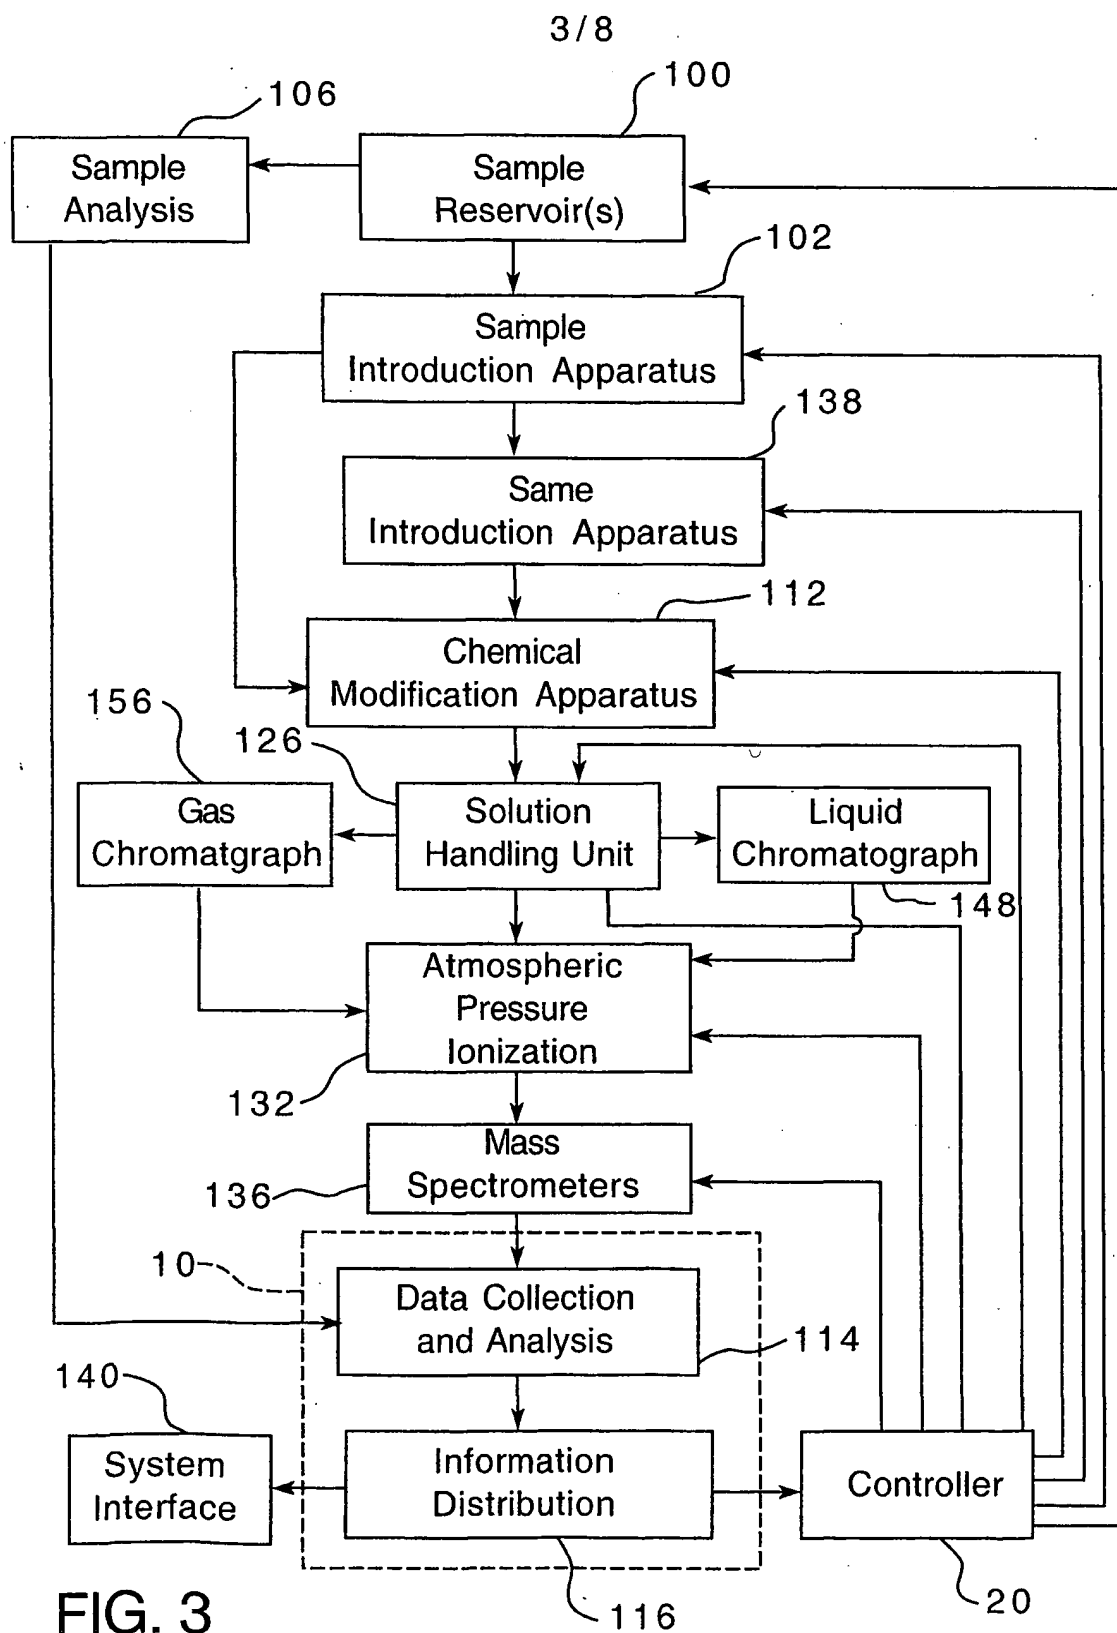 3/8
100
106
Sample
Analysis
Sample
Reservoir(s)
102
Sample
Introduction Apparatus
138
Same
Introduction Apparatus
112
Chemical
Modification Apparatus
156
126
Gas
Chromatgraph
Solution
Handling Unit
Liquid
Chromatograph
148
Atmospheric
Pressure
Ionization
132
Mass
Spectrometers
136
10
Data Collection
and Analysis
114
140
System
Interface
Information
Distribution
Controller
20
116
FIG. 3